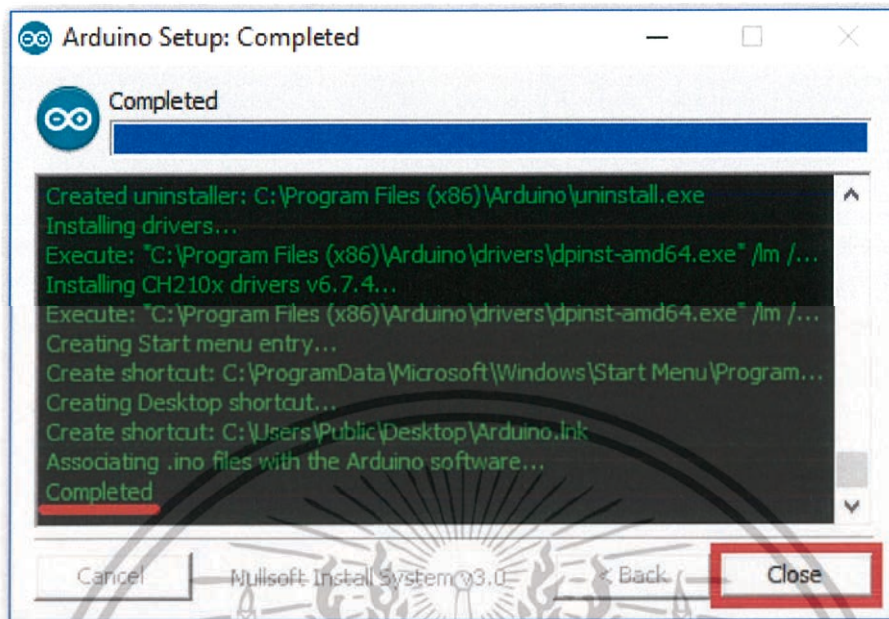 Arduino Setup: Completed
Completed
Created uninstaller: C:\Program Files (x86)\Arduino\uninstall.exe
Installing drivers...
Execute: "C:\Program Files (x86)\Arduino\drivers\dpinst-amd64.exe" /lm /...
Installing CH210x drivers v6.7.4...
Execute: "C:\Program Files (x86)\Arduino\drivers\dpinst-amd64.exe" /lm /...
Creating Start menu entry...
Create shortcut: C:\ProgramData\Microsoft\Windows\Start Menu\Program...
Creating Desktop shortcut...
Create shortcut: C:\Users\Public\Desktop\Arduino.lnk
Associating .ino files with the Arduino software...
Completed
Cancel Nullsoft Install System v3.0 < Back Close